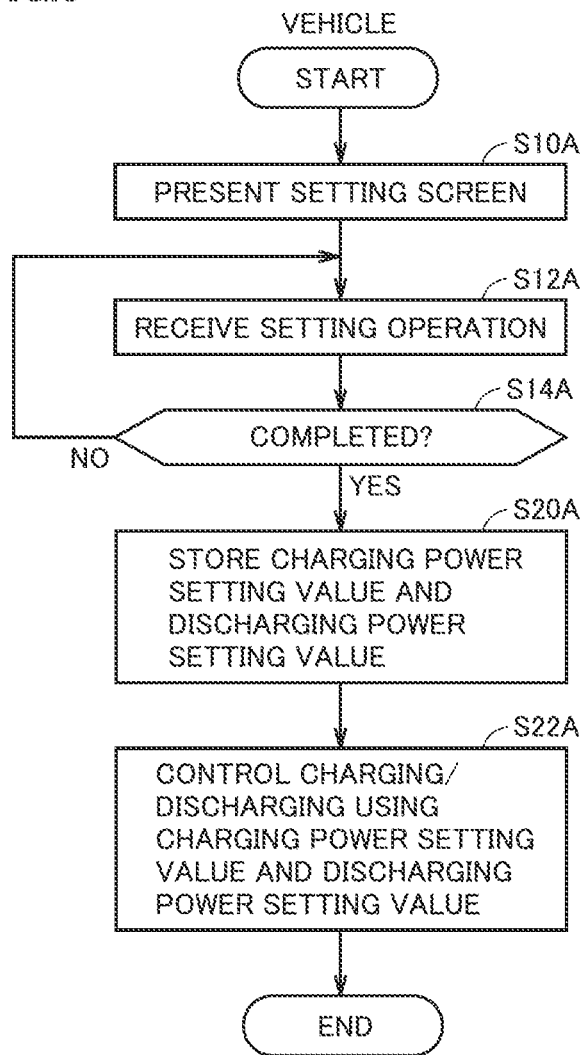 VEHICLE
START
S10A
PRESENT SETTING SCREEN
S12A
RECEIVE SETTING OPERATION
S14A
COMPLETED?
NO
YES
S20A
STORE CHARGING POWER
SETTING VALUE AND
DISCHARGING POWER
SETTING VALUE
S22A
CONTROL CHARGING/
DISCHARGING USING
CHARGING POWER SETTING
VALUE AND DISCHARGING
POWER SETTING VALUE
END